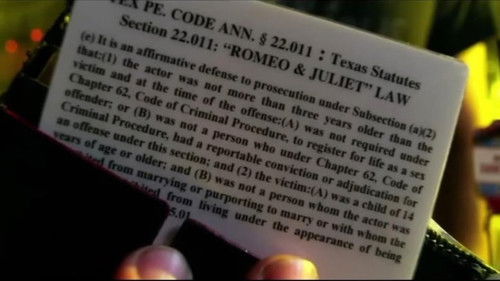 TEX PE. CODE ANN. § 22.011 : Texas Statutes
Section 22.011: “ROMEO & JULIET” LAW
(e) It is an affirmative defense to prosecution under Subsection (a)(2)
that:(1) the actor was not more than three years older than the
victim and at the time of the offense:(A) was not required under
Chapter 62, Code of Criminal Procedure, to register for life as a sex
offender; or (B) was not a person who under Chapter 62, Code of
Criminal Procedure, had a reportable conviction or adjudication for
an offense under this section; and (2) the victim:(A) was a child of 14
years of age or older; and (B) was not a person whom the actor was
from marrying or purporting to marry or with whom the
from living under the appearance of being
5.01